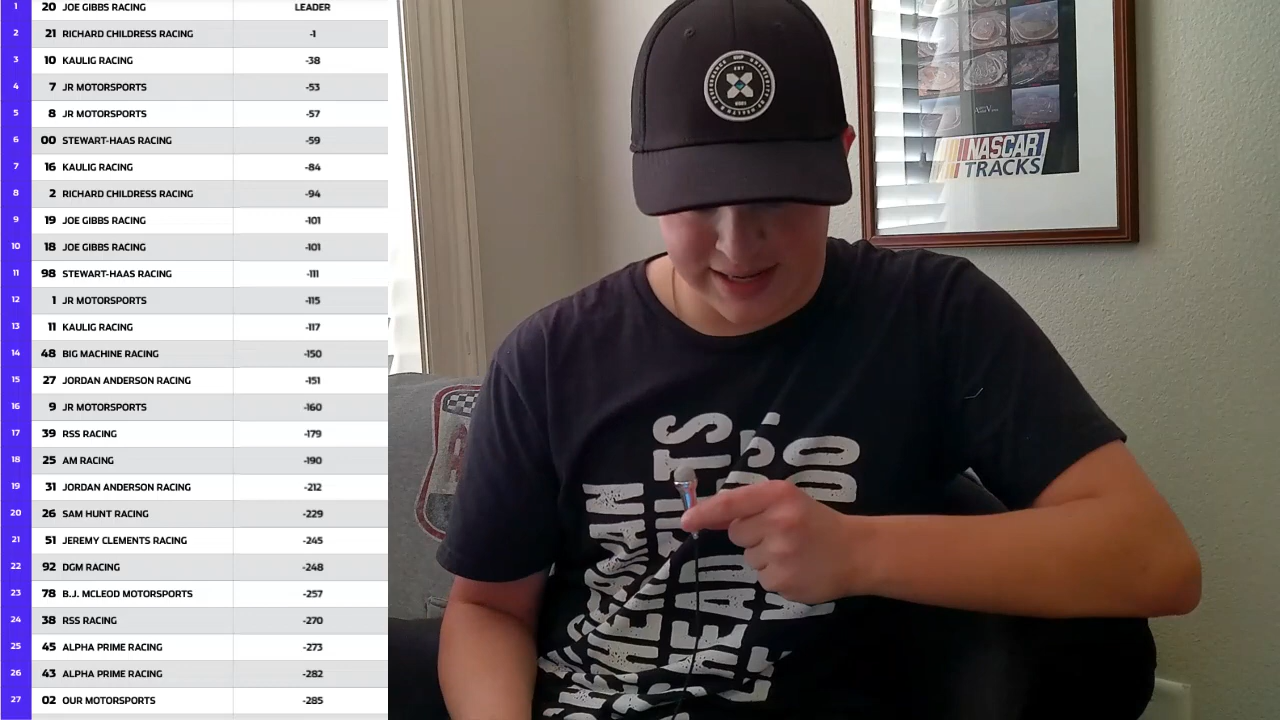 1 20 JOE GIBBS RACING LEADER
2 21 RICHARD CHILDRESS RACING -1
3 10 KAULIG RACING -38
4 7 JR MOTORSPORTS -53
5 8 JR MOTORSPORTS -57
6 00 STEWART-HAAS RACING -59
7 16 KAULIG RACING -84
8 2 RICHARD CHILDRESS RACING -94
9 19 JOE GIBBS RACING -101
10 18 JOE GIBBS RACING -101
11 98 STEWART-HAAS RACING -111
12 1 JR MOTORSPORTS -115
13 11 KAULIG RACING -117
14 48 BIG MACHINE RACING -150
15 27 JORDAN ANDERSON RACING -151
16 9 JR MOTORSPORTS -160
17 39 RSS RACING -179
18 25 AM RACING -190
19 31 JORDAN ANDERSON RACING -212
20 26 SAM HUNT RACING -229
21 51 JEREMY CLEMENTS RACING -245
22 92 DGM RACING -248
23 78 B.J. MCLEOD MOTORSPORTS -257
24 38 RSS RACING -270
25 45 ALPHA PRIME RACING -273
26 43 ALPHA PRIME RACING -282
27 02 OUR MOTORSPORTS -285
NASCAR
TRACKS
DO